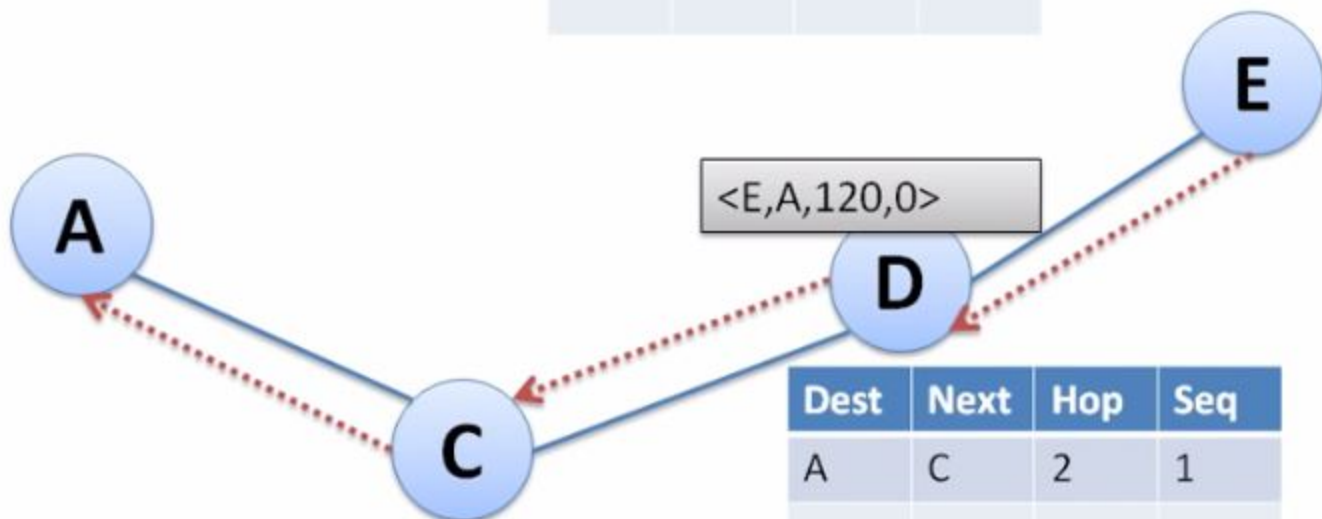 E
<E,A,120,0>
A
D
C
Dest Next Hop Seq
A C 2 1